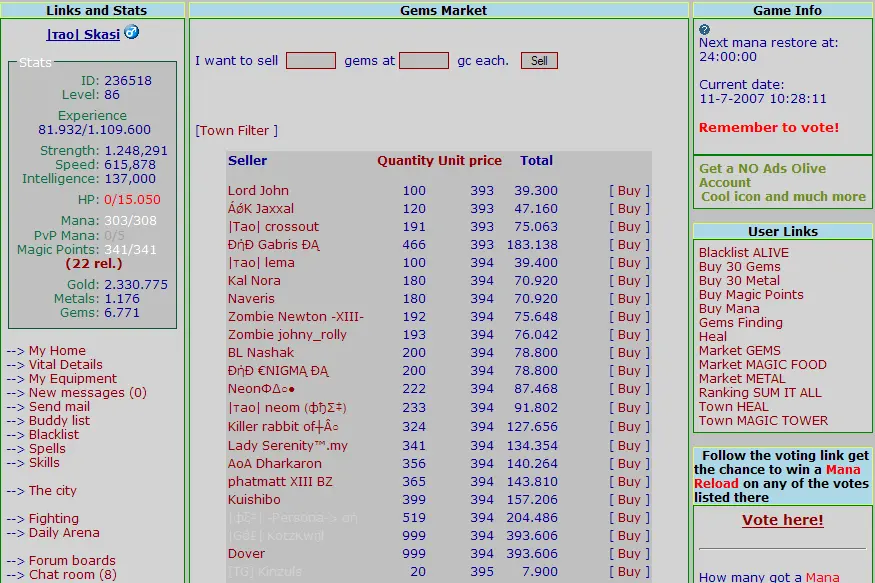 Links and Stats
|тao| Skasi
Stats
ID: 236518
Level: 86
Experience
81.932/1.109.600
Strength: 1.248,291
Speed: 615,878
Intelligence: 137,000
HP: 0/15.050
Mana: 303/308
PvP Mana: 0/5
Magic Points: 341/341
(22 rel.)
Gold: 2.330.775
Metals: 1.176
Gems: 6.771
--> My Home
--> Vital Details
--> My Equipment
--> New messages (0)
--> Send mail
--> Buddy list
--> Blacklist
--> Spells
--> Skills
--> The city
--> Fighting
--> Daily Arena
--> Forum boards
--> Chat room (8)
Gems Market
I want to sell gems at gc each. Sell
[Town Filter ]
Seller Quantity Unit price Total
Lord John 100 393 39.300 [ Buy ]
ÁǿK Jaxxal 120 393 47.160 [ Buy ]
|Tao| crossout 191 393 75.063 [ Buy ]
ÐђÐ Gabris ÐĄ 466 393 183.138 [ Buy ]
|тao| lema 100 394 39.400 [ Buy ]
Kal Nora 180 394 70.920 [ Buy ]
Naveris 180 394 70.920 [ Buy ]
Zombie Newton -XIII- 192 394 75.648 [ Buy ]
Zombie johny_rolly 193 394 76.042 [ Buy ]
BL Nashak 200 394 78.800 [ Buy ]
ÐђÐ €NIGMĄ ÐĄ 200 394 78.800 [ Buy ]
NeonΦΔ○● 222 394 87.468 [ Buy ]
|тao| neom (фђΣ‡) 233 394 91.802 [ Buy ]
Killer rabbit of┼Â○ 324 394 127.656 [ Buy ]
Lady Serenity™.my 341 394 134.354 [ Buy ]
AoA Dharkaron 356 394 140.264 [ Buy ]
phatmatt XIII BZ 365 394 143.810 [ Buy ]
Kuishibo 399 394 157.206 [ Buy ]
519 394 204.486 [ Buy ]
999 394 393.606 [ Buy ]
Dover 999 394 393.606 [ Buy ]
|TG| Kinzuls 20 395 7.900 [ Buy ]
Game Info
Next mana restore at:
24:00:00
Current date:
11-7-2007 10:28:11
Remember to vote!
Get a NO Ads Olive
Account
Cool icon and much more
User Links
Blacklist ALIVE
Buy 30 Gems
Buy 30 Metal
Buy Magic Points
Buy Mana
Gems Finding
Heal
Market GEMS
Market MAGIC FOOD
Market METAL
Ranking SUM IT ALL
Town HEAL
Town MAGIC TOWER
Follow the voting link get
the chance to win a Mana
Reload on any of the votes
listed there
Vote here!
How many got a Mana